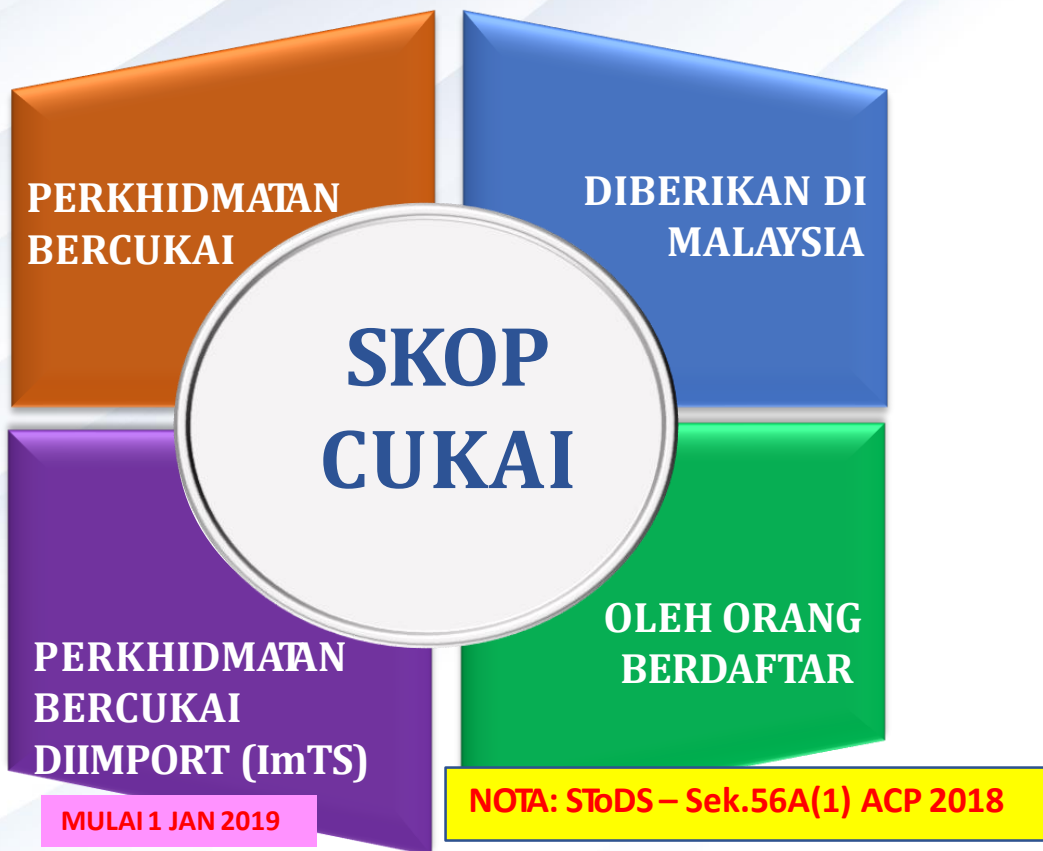 PERKHIDMATAN
BERCUKAI
DIBERIKAN DI
MALAYSIA
SKOP
CUKAI
PERKHIDMATAN
BERCUKAI
DIIMPORT (ImTS)
MULAI 1 JAN 2019
OLEH ORANG
BERDAFTAR
NOTA: SToDS – Sek.56A(1) ACP 2018